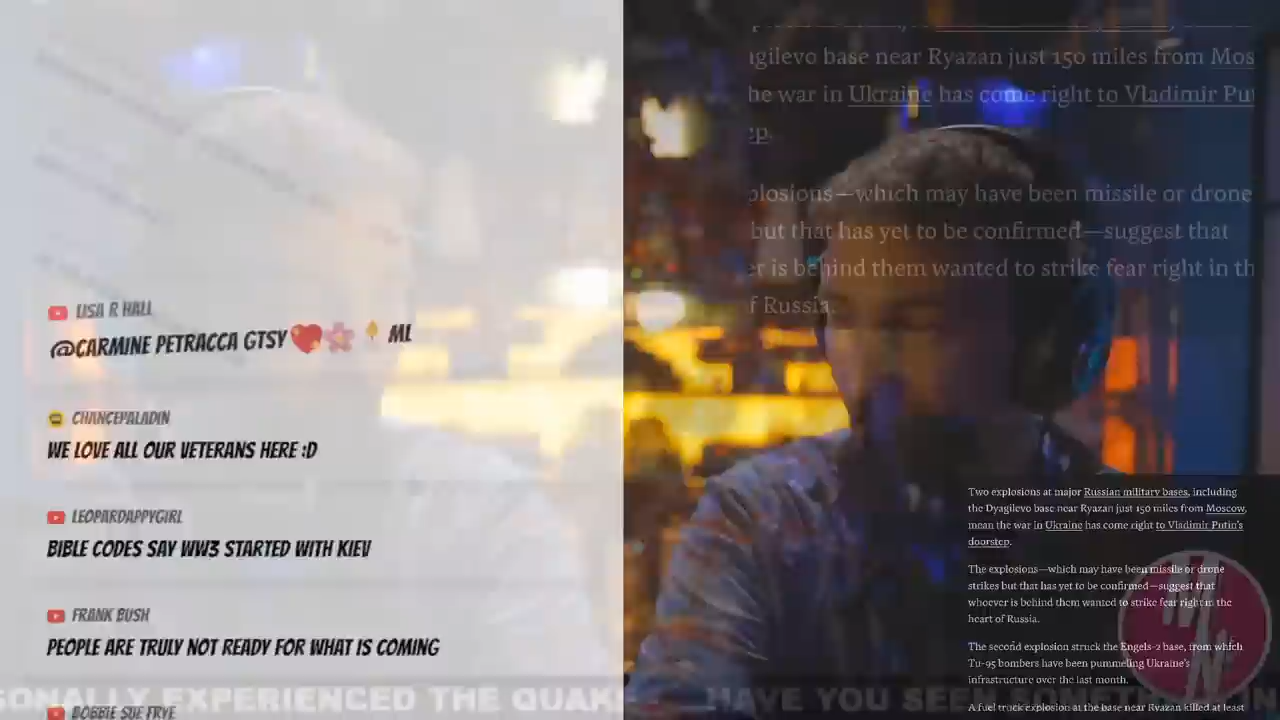 LISA R HALL
@CARMINE PETRACCA GTSY ML
CHANCEPALADIN
WE LOVE ALL OUR VETERANS HERE :D
LEOPARDAPPYGIRL
BIBLE CODES SAY WW3 STARTED WITH KIEV
FRANK BUSH
PEOPLE ARE TRULY NOT READY FOR WHAT IS COMING
BOBBIE SUE FRYE
base near Ryazan just 150 miles from
war in Ukraine has come right to Vladimir
which may have been missile or drone
but that has yet to be confirmed—suggest that
is behind them wanted to strike fear right in
f Russia.
Two explosions at major Russian military bases, including
the Dyagilevo base near Ryazan just 150 miles from Moscow,
mean the war in Ukraine has come right to Vladimir Putin's
doorstep.
The explosions—which may have been missile or drone
strikes but that has yet to be confirmed—suggest that
whoever is behind them wanted to strike fear right in the
heart of Russia.
The second explosion struck the Engels-2 base, from which
Tu-95 bombers have been pummeling Ukraine's
infrastructure over the last month.
A fuel truck explosion at the base near Ryazan killed at least
EXPERIENCED THE QUAKE HAVE YOU SEEN